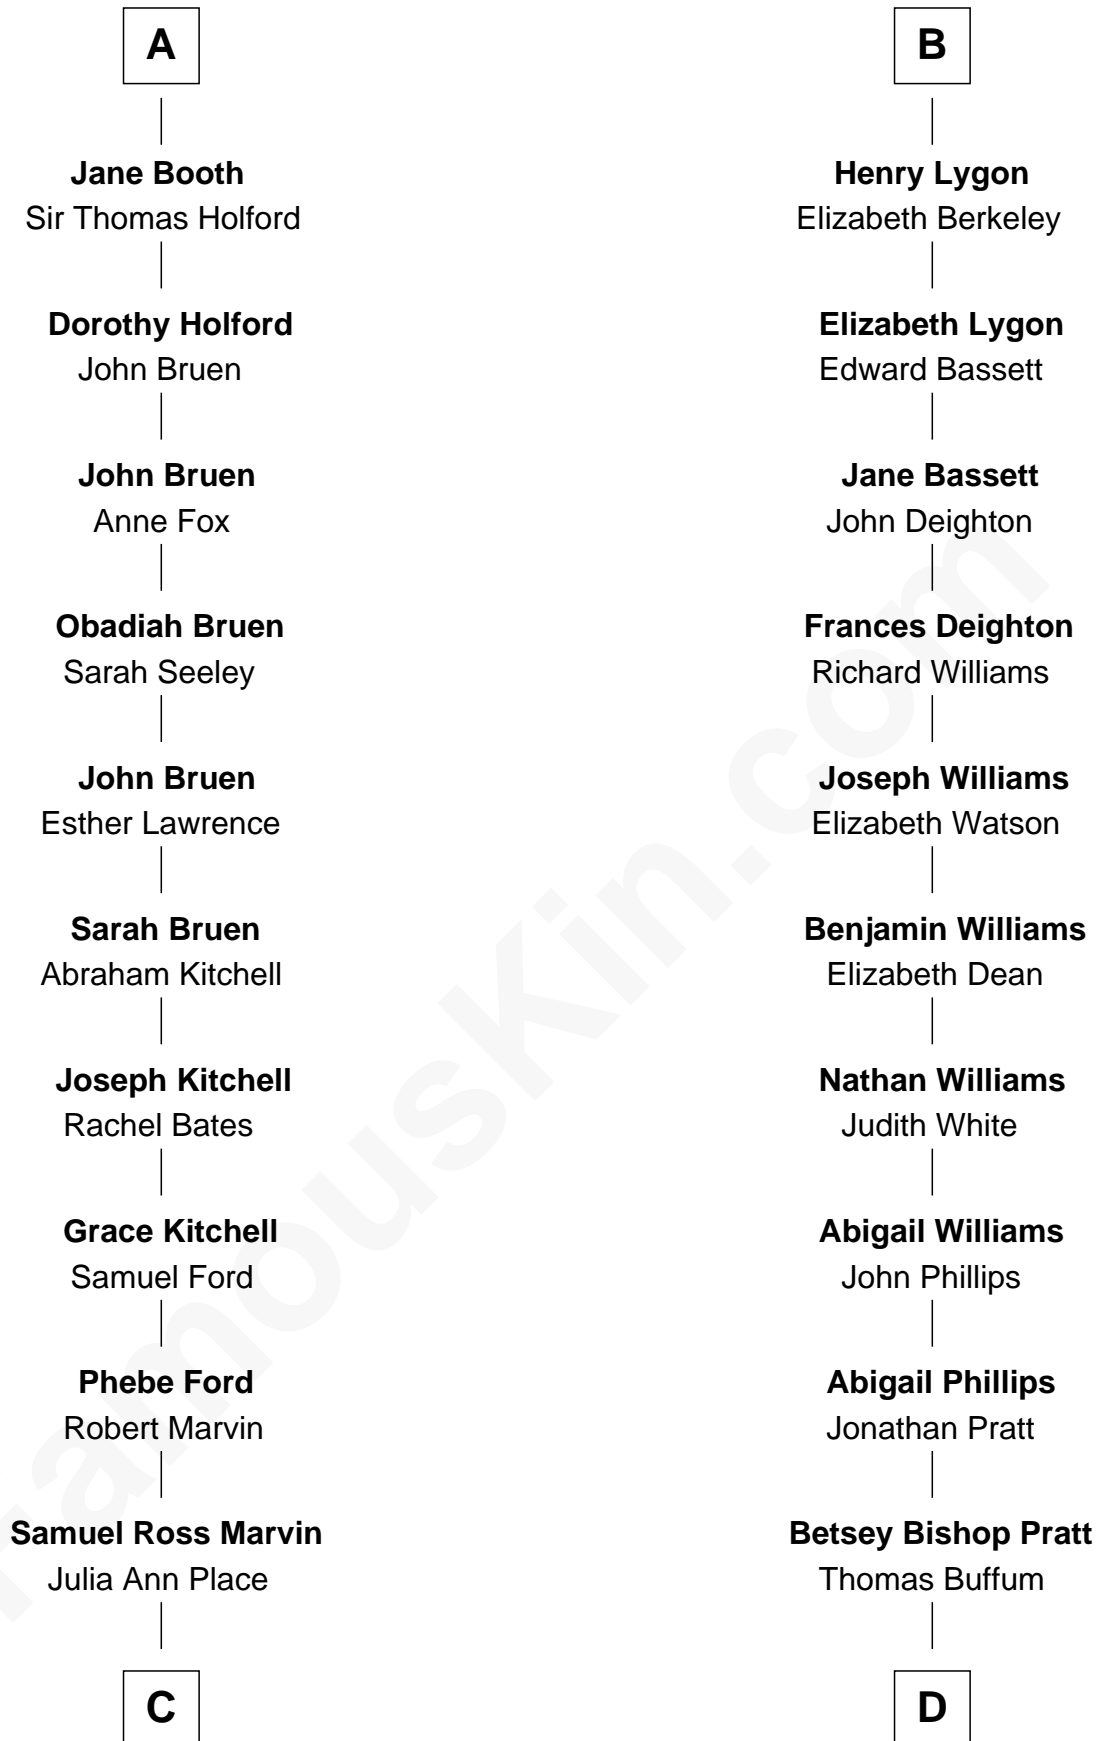 A
Jane Booth
Sir Thomas Holford
Dorothy Holford
John Bruen
John Bruen
Anne Fox
Obadiah Bruen
Sarah Seeley
John Bruen
Esther Lawrence
Sarah Bruen
Abraham Kitchell
Joseph Kitchell
Rachel Bates
Grace Kitchell
Samuel Ford
Phebe Ford
Robert Marvin
Samuel Ross Marvin
Julia Ann Place
C
B
Henry Lygon
Elizabeth Berkeley
Elizabeth Lygon
Edward Bassett
Jane Bassett
John Deighton
Frances Deighton
Richard Williams
Joseph Williams
Elizabeth Watson
Benjamin Williams
Elizabeth Dean
Nathan Williams
Judith White
Abigail Williams
John Phillips
Abigail Phillips
Jonathan Pratt
Betsey Bishop Pratt
Thomas Buffum
D
FamousKin.com